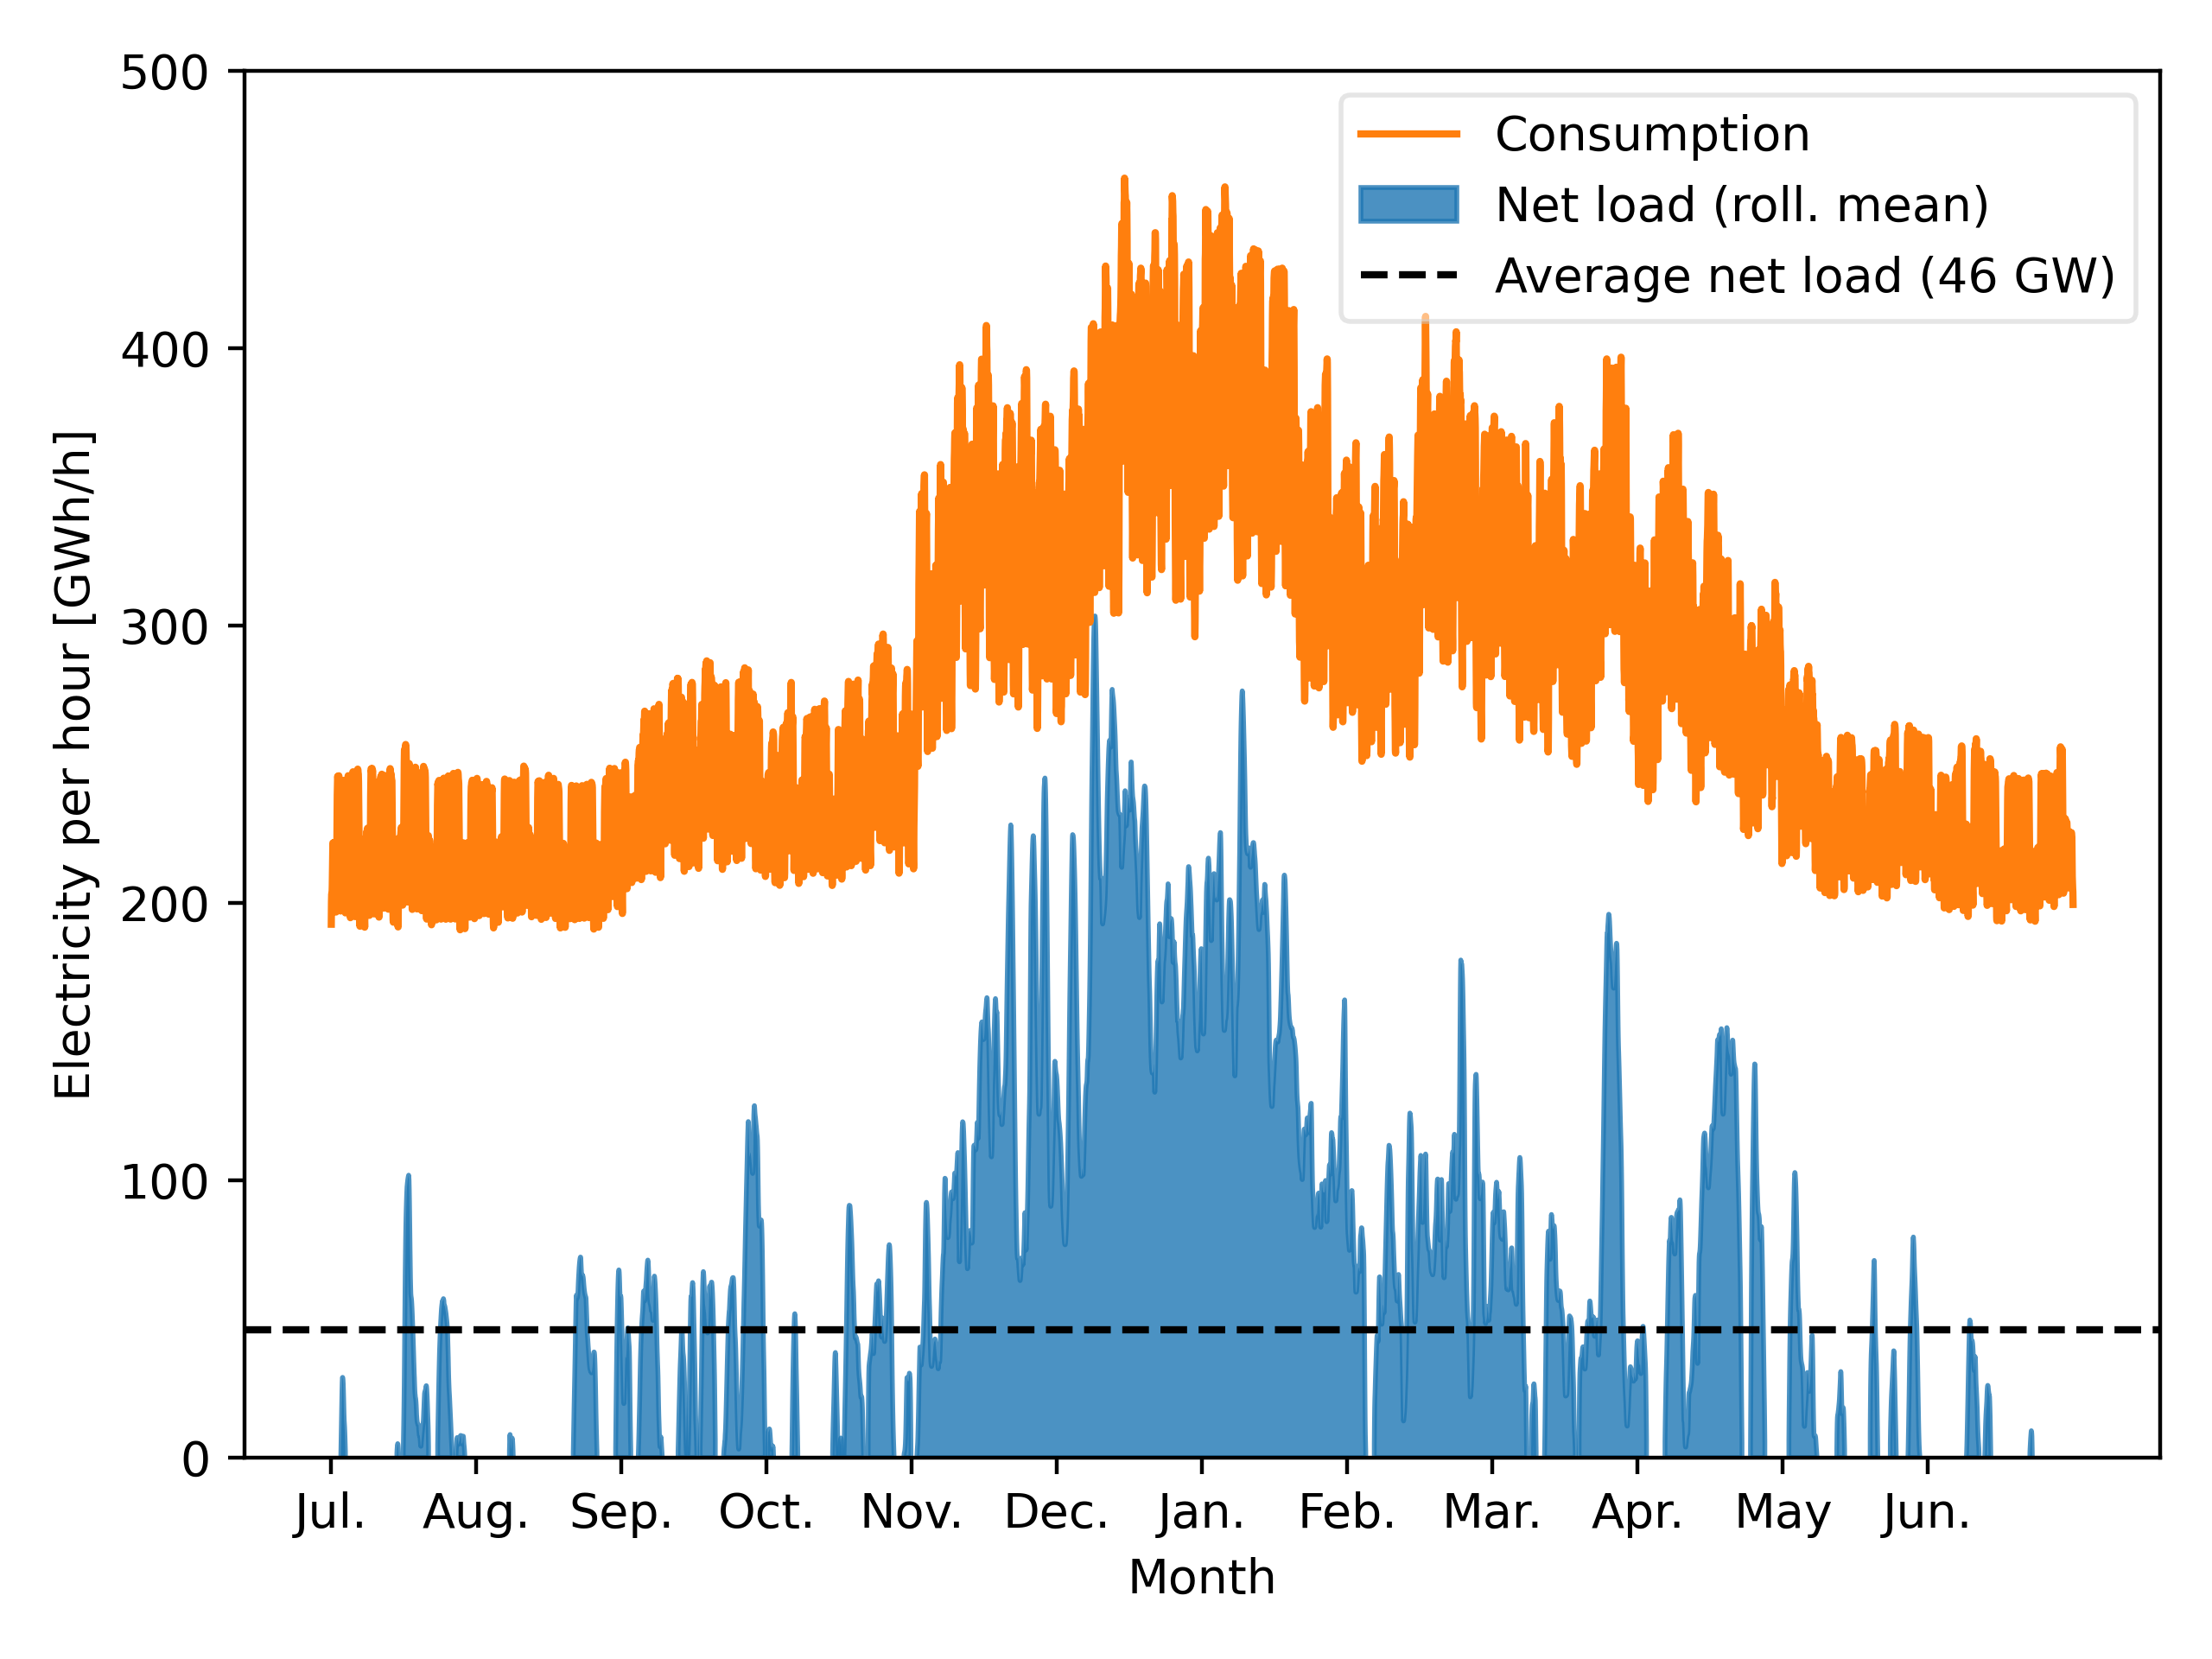 500
400
300
200
100
0
Electricity per hour [GWh/h]
Consumption
Net load (roll. mean)
Average net load (46 GW)
Jul. Aug. Sep. Oct. Nov. Dec. Jan. Feb. Mar. Apr. May Jun.
Month